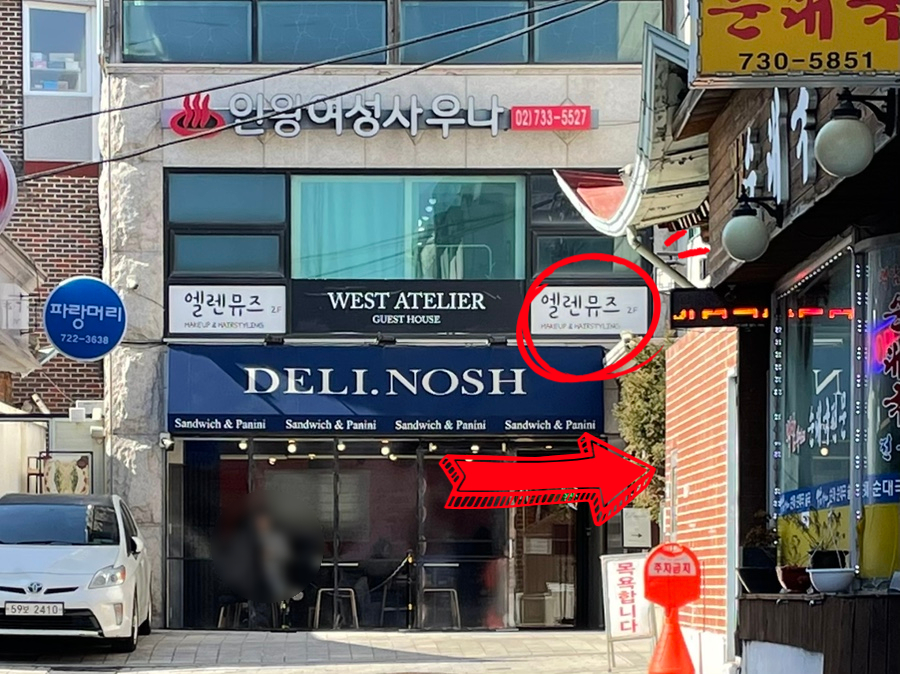 730-5851
인왕여성사우나
02)733-5527
엘렌뮤즈 2F
MAKEUP & HAIRSTYLING
WEST ATELIER
GUEST HOUSE
엘렌뮤즈 2F
MAKEUP & HAIRSTYLING
파랑머리
722-3638
DELI.NOSH
Sandwich & Panini
Sandwich & Panini
Sandwich & Panini
Sandwich & Panini
59보 2410
목욕합니다
주차금지